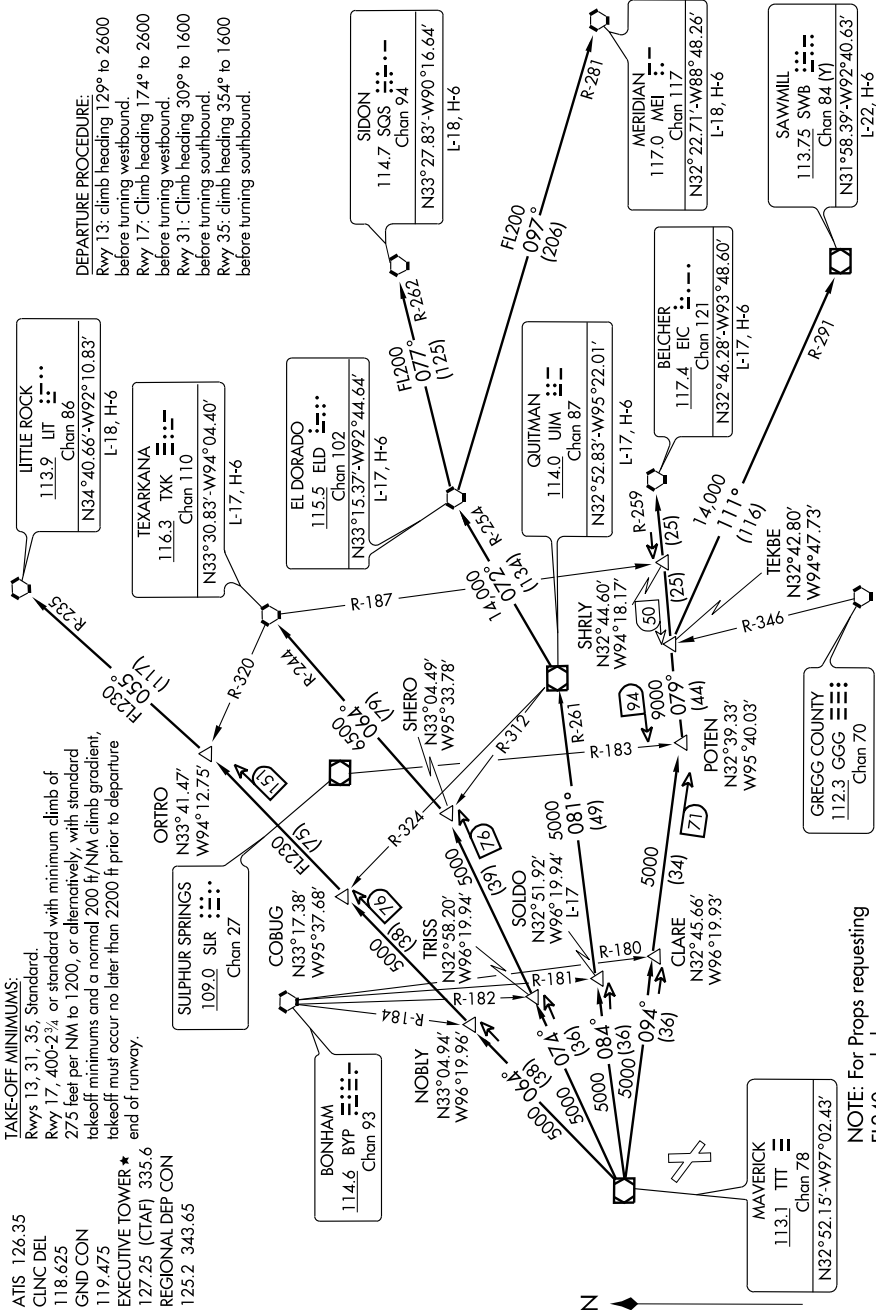 ATIS 126.35
CLNC DEL
118.625
GND CON
119.475
EXECUTIVE TOWER ★
127.25 (CTAF) 335.6
REGIONAL DEP CON
125.2 343.65
TAKE-OFF MINIMUMS:
Rwys 13, 31, 35, Standard.
Rwy 17, 400-2¾ or standard with minimum climb of
275 feet per NM to 1200, or alternatively, with standard
takeoff minimums and a normal 200 ft/NM climb gradient,
takeoff must occur no later than 2200 ft prior to departure
end of runway.
DEPARTURE PROCEDURE:
Rwy 13: climb heading 129° to 2600
before turning westbound.
Rwy 17: Climb heading 174° to 2600
before turning westbound.
Rwy 31: Climb heading 309° to 1600
before turning southbound.
Rwy 35: climb heading 354° to 1600
before turning southbound.
LITTLE ROCK
113.9 LIT
Chan 86
N34°40.66'-W92°10.83'
L-18, H-6
TEXARKANA
116.3 TXK
Chan 110
N33°30.83'-W94°04.40'
L-17, H-6
SIDON
114.7 SQS
Chan 94
N33°27.83'-W90°16.64'
L-18, H-6
EL DORADO
115.5 ELD
Chan 102
N33°15.37'-W92°44.64'
L-17, H-6
SULPHUR SPRINGS
109.0 SLR
Chan 27
BONHAM
114.6 BYP
Chan 93
QUITMAN
114.0 UIM
Chan 87
N32°52.83'-W95°22.01'
L-17, H-6
MERIDIAN
117.0 MEI
Chan 117
N32°22.71'-W88°48.26'
L-18, H-6
BELCHER
117.4 EIC
Chan 121
N32°46.28'-W93°48.60'
L-17, H-6
SAWMILL
113.75 SWB
Chan 84 (Y)
N31°58.39'-W92°40.63'
L-22, H-6
GREGG COUNTY
112.3 GGG
Chan 70
MAVERICK
113.1 TTT
Chan 78
N32°52.15'-W97°02.43'
ORTRO
N33°41.47'
W94°12.75'
COBUG
N33°17.38'
W95°37.68'
NOBLY
N33°04.94'
W96°19.96'
SHERO
N33°04.49'
W95°33.78'
TRISS
N32°58.20'
W96°19.94'
SOLDO
N32°51.92'
W96°19.94'
L-17
CLARE
N32°45.66'
W96°19.93'
POTEN
N32°39.33'
W95°40.03'
SHRLY
N32°44.60'
W94°18.17'
TEKBE
N32°42.80'
W94°47.73'
R-235
FL230
055°
(117)
R-320
R-187
R-244
6500
064°
(79)
FL230
(75)
151
R-324
R-312
5000
(38)
76
5000
(39)
76
R-184
R-182
R-181
R-180
5000 064°
(38)
5000
074°
(36)
5000
084°
5000 (36)
094°
(36)
R-261
5000
081°
(49)
R-183
5000
(34)
71
R-254
14,000
072°
(134)
FL200
077°
(125)
R-262
FL200
097°
(206)
R-281
94
9000
079°
(44)
50
(25)
R-259
(25)
R-346
14,000
111°
(116)
R-291
N
NOTE: For Props requesting